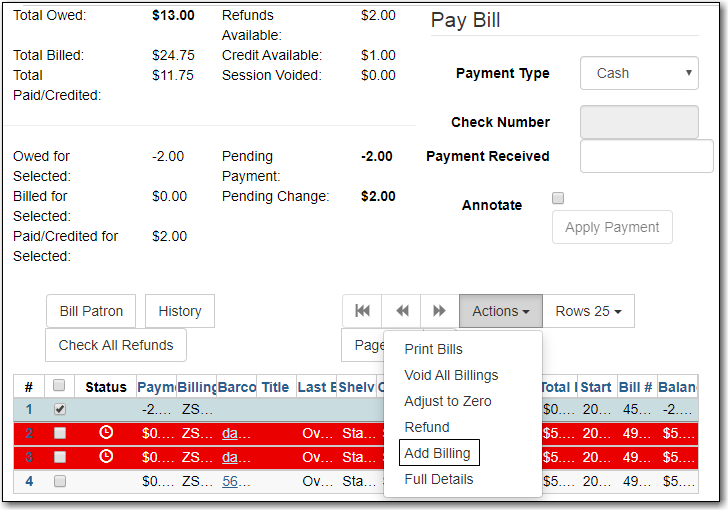 Total Owed: $13.00 Refunds Available: $2.00
Total Billed: $24.75 Credit Available: $1.00
Total Paid/Credited: $11.75 Session Voided: $0.00
Owed for Selected: -2.00 Pending Payment: -2.00
Billed for Selected: $0.00 Pending Change: $2.00
Paid/Credited for Selected: $2.00
Pay Bill
Payment Type Cash
Check Number
Payment Received
Annotate
Apply Payment
Bill Patron History
Check All Refunds
Actions Rows 25
Page
Print Bills
Void All Billings
Adjust to Zero
Refund
Add Billing
Full Details
# Status Paym Billing Barco Title Last E Shelv Total Start Bill # Balan
1 -2.… ZS… $0.… 20… 45… -2.…
2 $0.… ZS… da… Ov… Sta… $5.… 20… 49… $5.…
3 $0.… ZS… da… Ov… Sta… $5.… 20… 49… $5.…
4 $0.… ZS… 56… Ov… Sta… $5.… 20… 49… $5.…